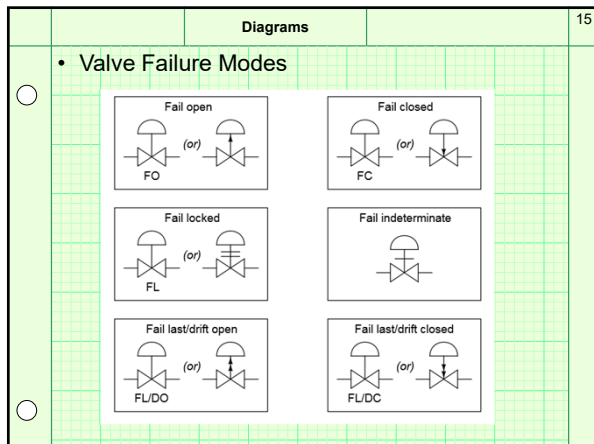 Diagrams
15
• Valve Failure Modes
Fail open
(or)
FO
Fail closed
(or)
FC
Fail locked
(or)
FL
Fail indeterminate
Fail last/drift open
(or)
FL/DO
Fail last/drift closed
(or)
FL/DC